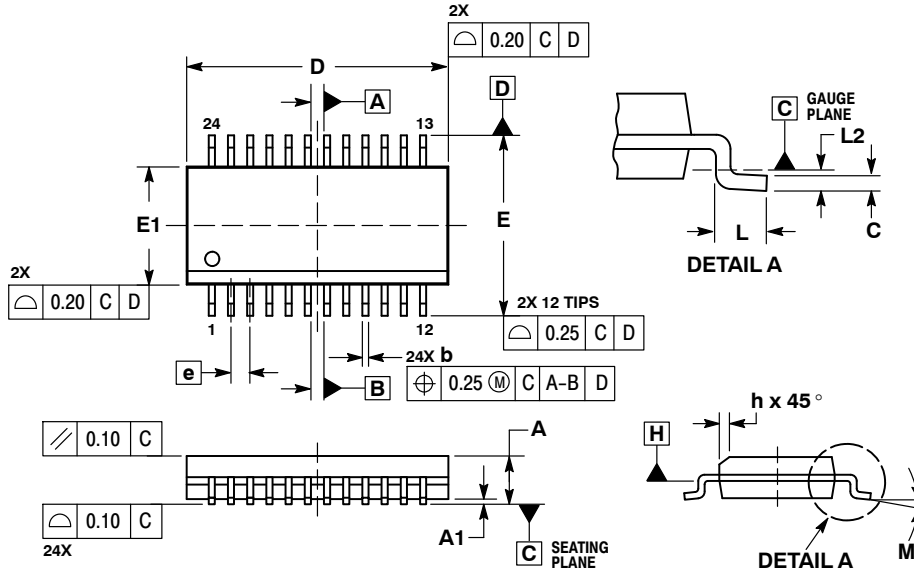 2X
⌓ 0.20 C D
D
A
D
24
13
C GAUGE PLANE
L2
E1
E
L
C
DETAIL A
2X
⌓ 0.20 C D
1
12
2X 12 TIPS
⌓ 0.25 C D
e
B
24X b
⌖ 0.25 Ⓜ C A-B D
h x 45°
⫽ 0.10 C
A
H
⌓ 0.10 C
24X
A1
C SEATING PLANE
M
DETAIL A